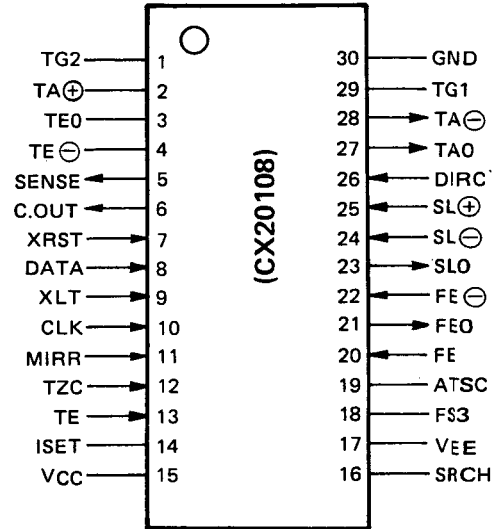 TG2 1
TA⊕ 2
TE0 3
TE⊖ 4
SENSE 5
C.OUT 6
XRST 7
DATA 8
XLT 9
CLK 10
MIRR 11
TZC 12
TE 13
ISET 14
VCC 15
(CX20108)
30 GND
29 TG1
28 TA⊖
27 TAO
26 DIRC
25 SL⊕
24 SL⊖
23 SLO
22 FE⊖
21 FEO
20 FE
19 ATSC
18 FS3
17 VEE
16 SRCH